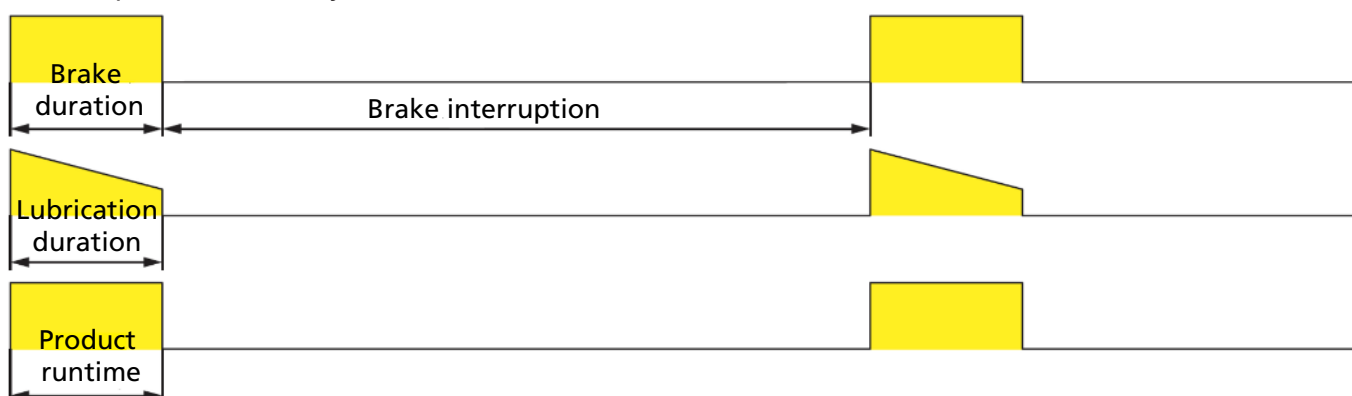 Brake
duration
Brake interruption
Lubrication
duration
Product
runtime